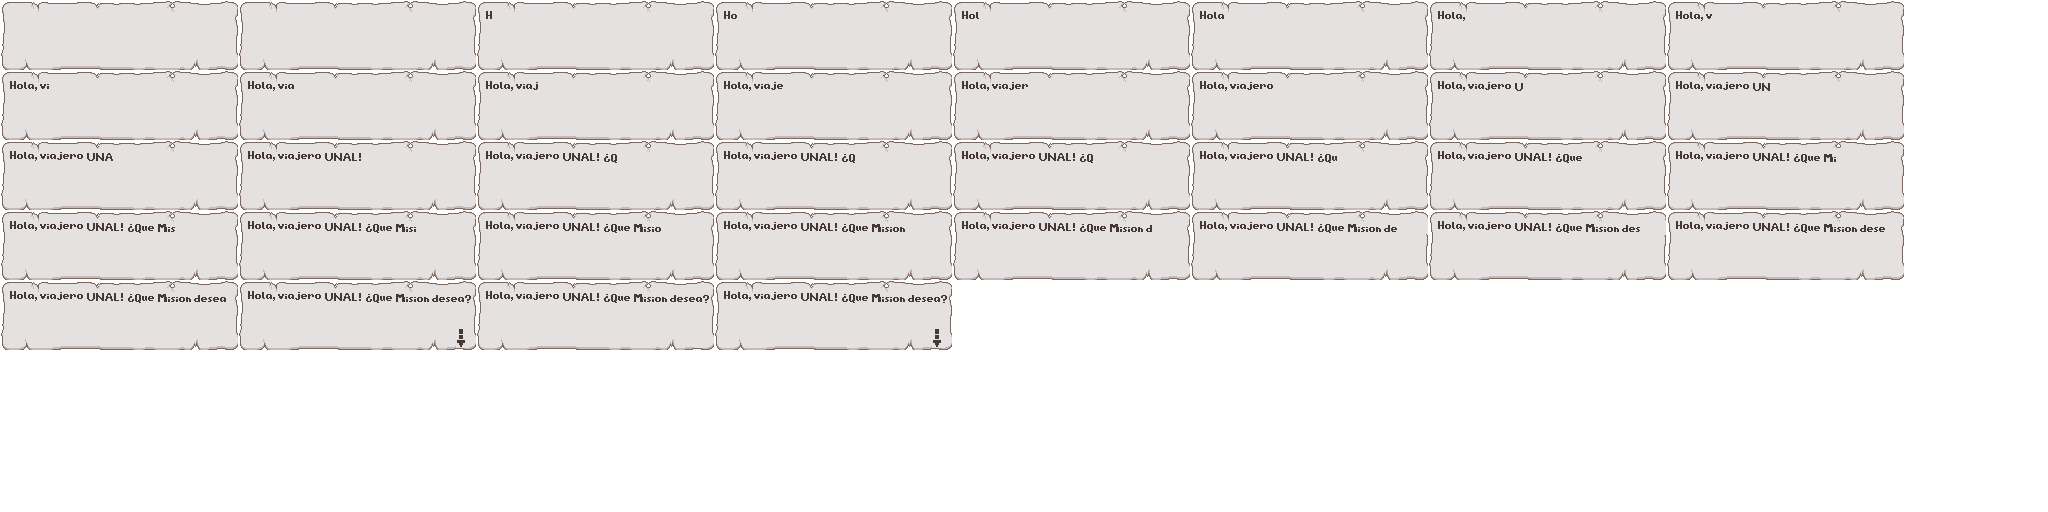 H
Ho
Hol
Hola
Hola,
Hola, v
Hola, vi
Hola, via
Hola, viaj
Hola, viaje
Hola, viajer
Hola, viajero
Hola, viajero U
Hola, viajero UN
Hola, viajero UNA
Hola, viajero UNAL!
Hola, viajero UNAL! ¿Q
Hola, viajero UNAL! ¿Q
Hola, viajero UNAL! ¿Q
Hola, viajero UNAL! ¿Qu
Hola, viajero UNAL! ¿Que
Hola, viajero UNAL! ¿Que Mi
Hola, viajero UNAL! ¿Que Mis
Hola, viajero UNAL! ¿Que Misi
Hola, viajero UNAL! ¿Que Misio
Hola, viajero UNAL! ¿Que Mision
Hola, viajero UNAL! ¿Que Mision d
Hola, viajero UNAL! ¿Que Mision de
Hola, viajero UNAL! ¿Que Mision des
Hola, viajero UNAL! ¿Que Mision dese
Hola, viajero UNAL! ¿Que Mision desea
Hola, viajero UNAL! ¿Que Mision desea?
Hola, viajero UNAL! ¿Que Mision desea?
Hola, viajero UNAL! ¿Que Mision desea?